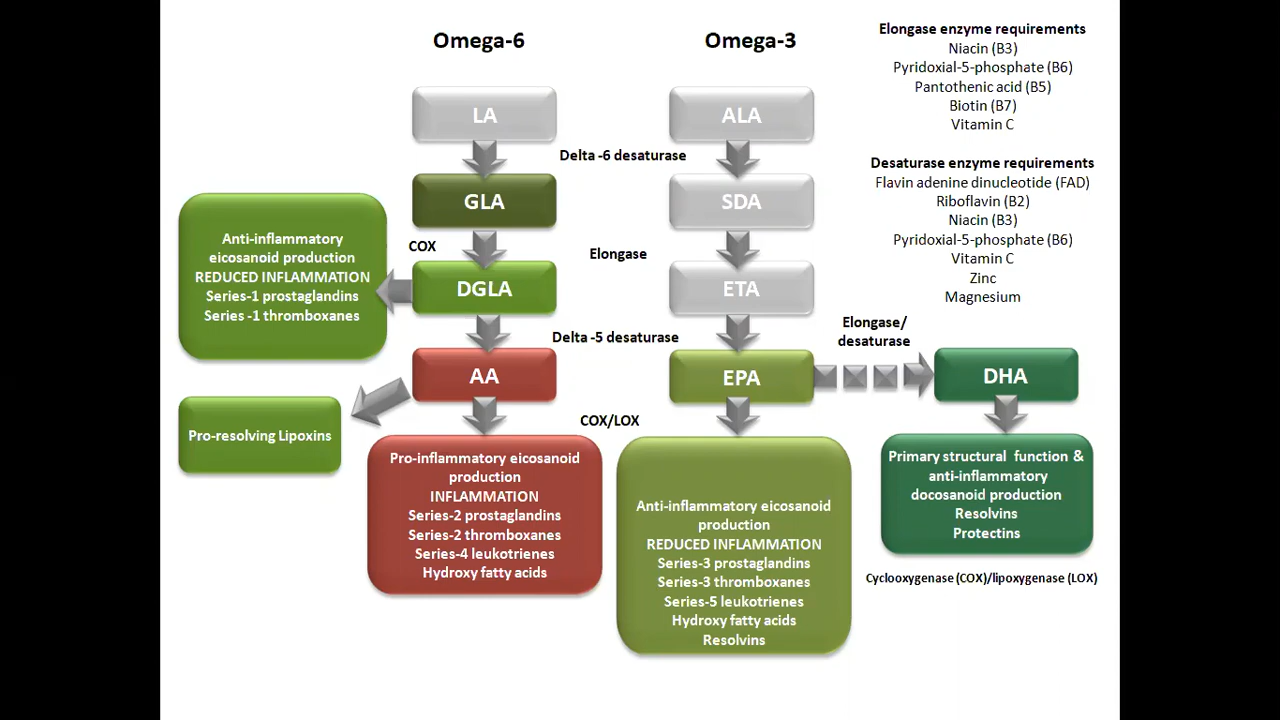 Omega-6
Omega-3
Elongase enzyme requirements
Niacin (B3)
Pyridoxial-5-phosphate (B6)
Pantothenic acid (B5)
Biotin (B7)
Vitamin C
LA
ALA
Delta -6 desaturase
Desaturase enzyme requirements
Flavin adenine dinucleotide (FAD)
Riboflavin (B2)
Niacin (B3)
Pyridoxial-5-phosphate (B6)
Vitamin C
Zinc
Magnesium
GLA
SDA
Anti-inflammatory
eicosanoid production
REDUCED INFLAMMATION
Series-1 prostaglandins
Series -1 thromboxanes
COX
Elongase
DGLA
ETA
Delta -5 desaturase
Elongase/
desaturase
AA
EPA
DHA
Pro-resolving Lipoxins
COX/LOX
Pro-inflammatory eicosanoid
production
INFLAMMATION
Series-2 prostaglandins
Series-2 thromboxanes
Series-4 leukotrienes
Hydroxy fatty acids
Anti-inflammatory eicosanoid
production
REDUCED INFLAMMATION
Series-3 prostaglandins
Series-3 thromboxanes
Series-5 leukotrienes
Hydroxy fatty acids
Resolvins
Primary structural function &
anti-inflammatory
docosanoid production
Resolvins
Protectins
Cyclooxygenase (COX)/lipoxygenase (LOX)